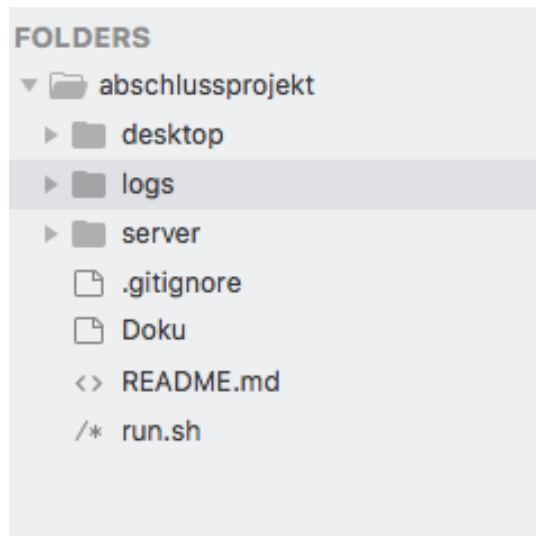 FOLDERS
abschlussprojekt
desktop
logs
server
.gitignore
Doku
<> README.md
/* run.sh